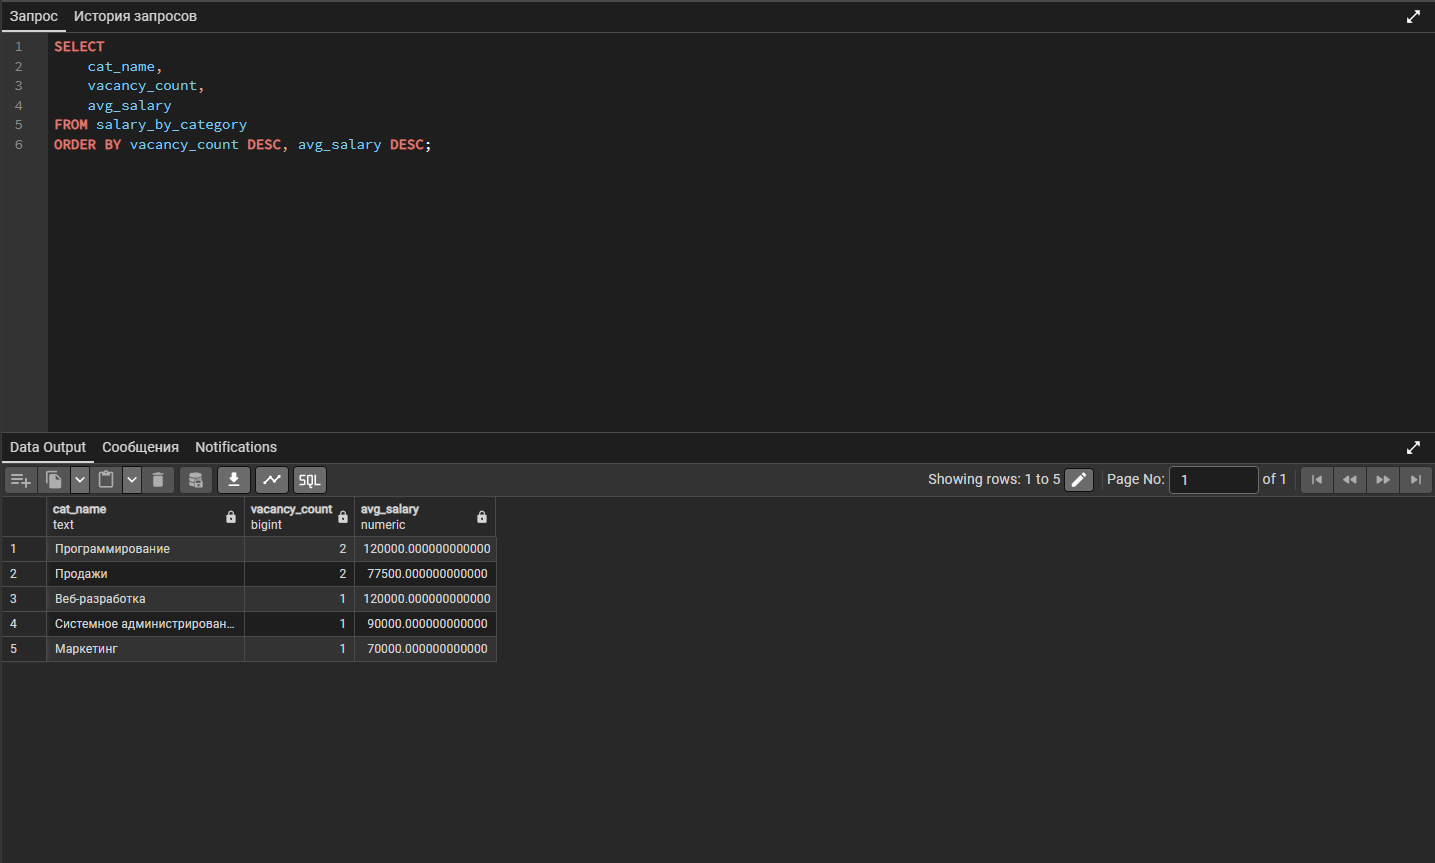 Запрос История запросов
1 SELECT
2 cat_name,
3 vacancy_count,
4 avg_salary
5 FROM salary_by_category
6 ORDER BY vacancy_count DESC, avg_salary DESC;
Data Output Сообщения Notifications
SQL Showing rows: 1 to 5 Page No: 1 of 1
cat_name vacancy_count avg_salary
text bigint numeric
1 Программирование 2 120000.000000000000
2 Продажи 2 77500.000000000000
3 Веб-разработка 1 120000.000000000000
4 Системное администрирован… 1 90000.000000000000
5 Маркетинг 1 70000.000000000000